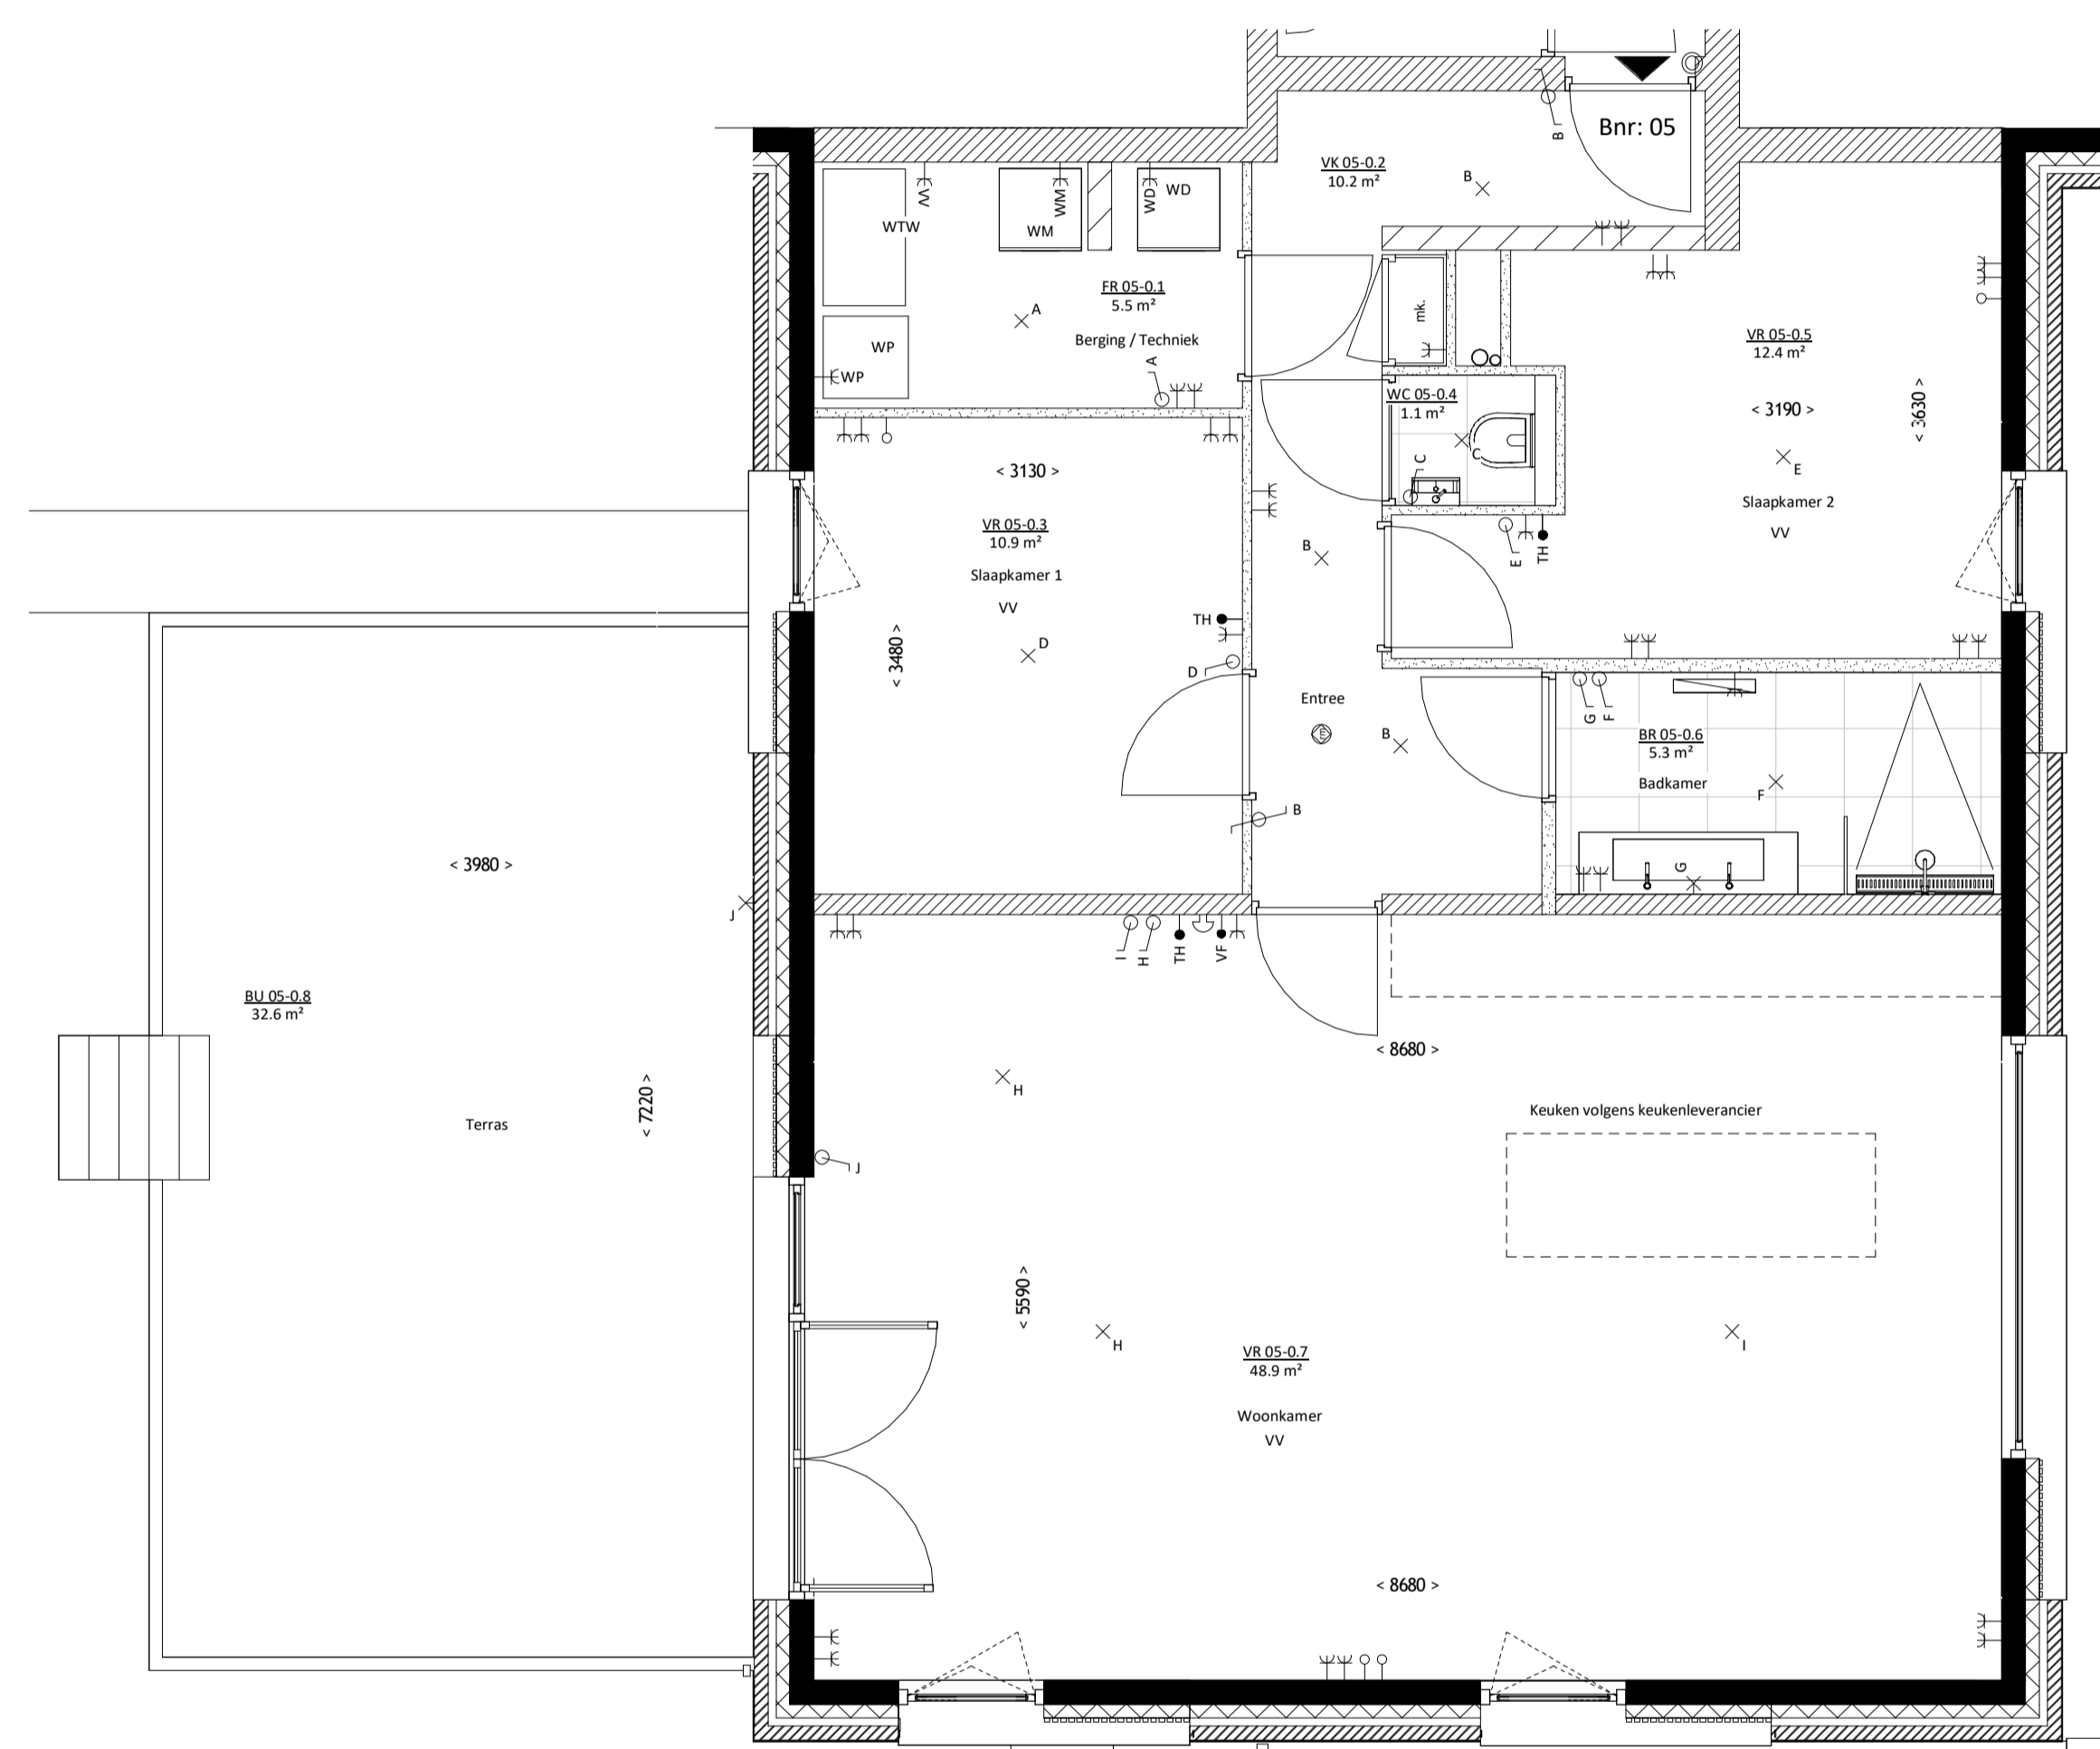 Bnr: 05
B
VK 05-0.2
10.2 m²
B
WTW
VV
WM
WM
WD
WD
FR 05-0.1
5.5 m²
A
Berging / Techniek
A
WP
WP
mk.
VR 05-0.5
12.4 m²
< 3190 >
< 3630 >
E
Slaapkamer 2
VV
WC 05-0.4
1.1 m²
C
C
E
TH
< 3130 >
VR 05-0.3
10.9 m²
Slaapkamer 1
VV
TH
D
D
< 3480 >
B
Entree
m
B
B
G
F
BR 05-0.6
5.3 m²
Badkamer
F
G
< 3980 >
J
BU 05-0.8
32.6 m²
Terras
< 7220 >
I
H
TH
VF
< 8680 >
H
Keuken volgens keukenleverancier
J
< 5590 >
H
I
VR 05-0.7
48.9 m²
Woonkamer
VV
< 8680 >